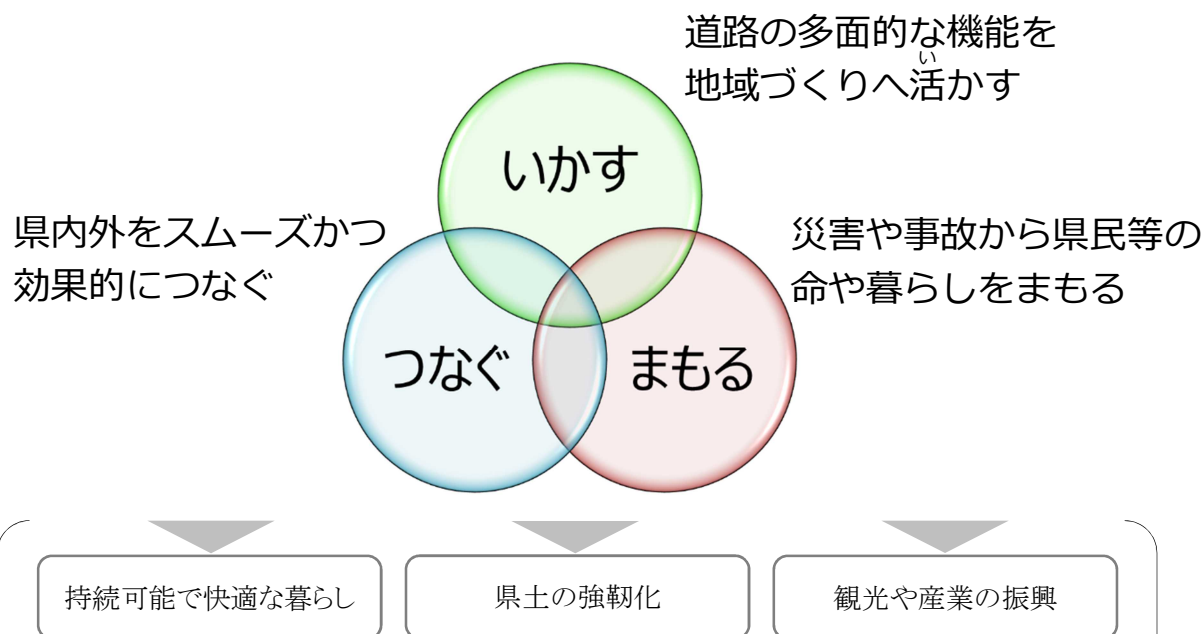 道路の多面的な機能を
地域づくりへ活かす
い
いかす
県内外をスムーズかつ
効果的につなぐ
災害や事故から県民等の
命や暮らしをまもる
つなぐ
まもる
持続可能で快適な暮らし
県土の強靭化
観光や産業の振興